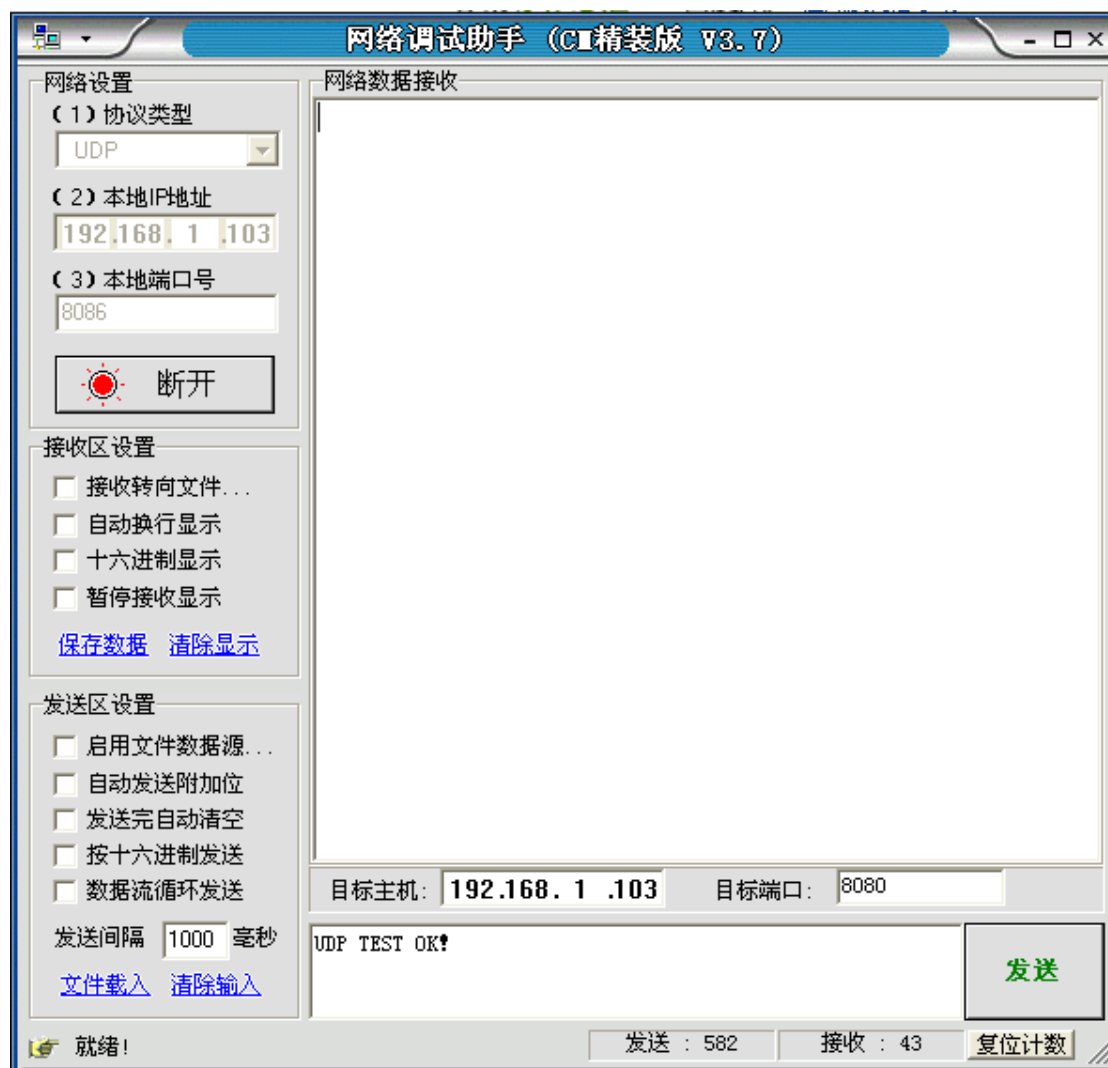 网络调试助手 (C■精装版 V3.7)
网络设置
(1) 协议类型
UDP
(2) 本地IP地址
192.168. 1 .103
(3) 本地端口号
8086
断开
接收区设置
接收转向文件...
自动换行显示
十六进制显示
暂停接收显示
保存数据 清除显示
发送区设置
启用文件数据源...
自动发送附加位
发送完自动清空
按十六进制发送
数据流循环发送
发送间隔 1000 毫秒
文件载入 清除输入
网络数据接收
目标主机: 192.168. 1 .103 目标端口: 8080
UDP TEST OK!
发送
就绪! 发送 : 582 接收 : 43 复位计数